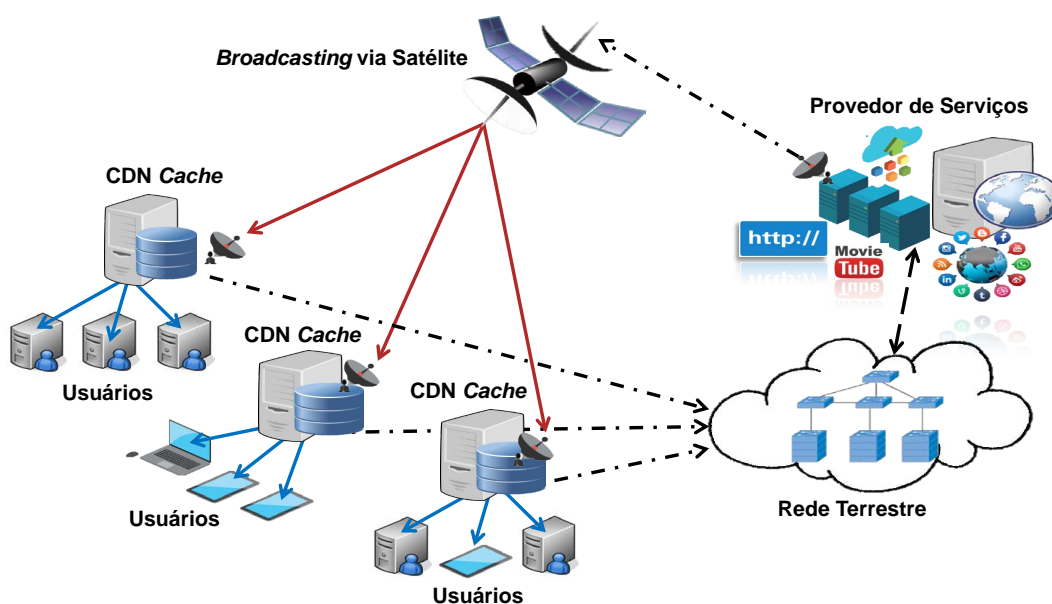 Broadcasting via Satélite
Provedor de Serviços
CDN Cache
http://
Movie
Tube
in
t
CDN Cache
Usuários
CDN Cache
Rede Terrestre
Usuários
Usuários